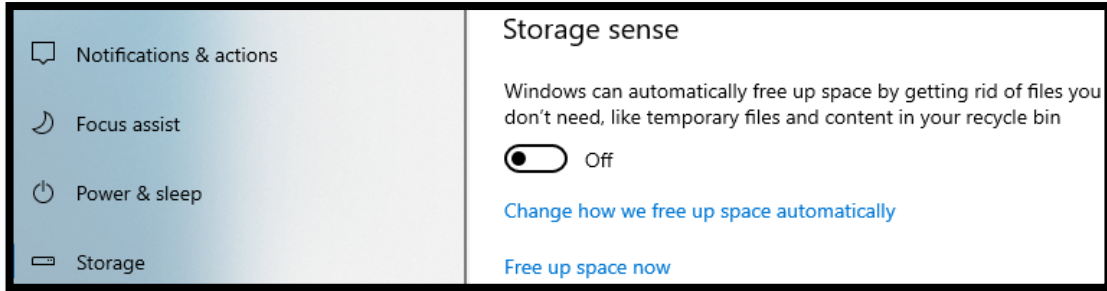 Notifications & actions
Focus assist
Power & sleep
Storage
Storage sense
Windows can automatically free up space by getting rid of files you
don't need, like temporary files and content in your recycle bin
Off
Change how we free up space automatically
Free up space now